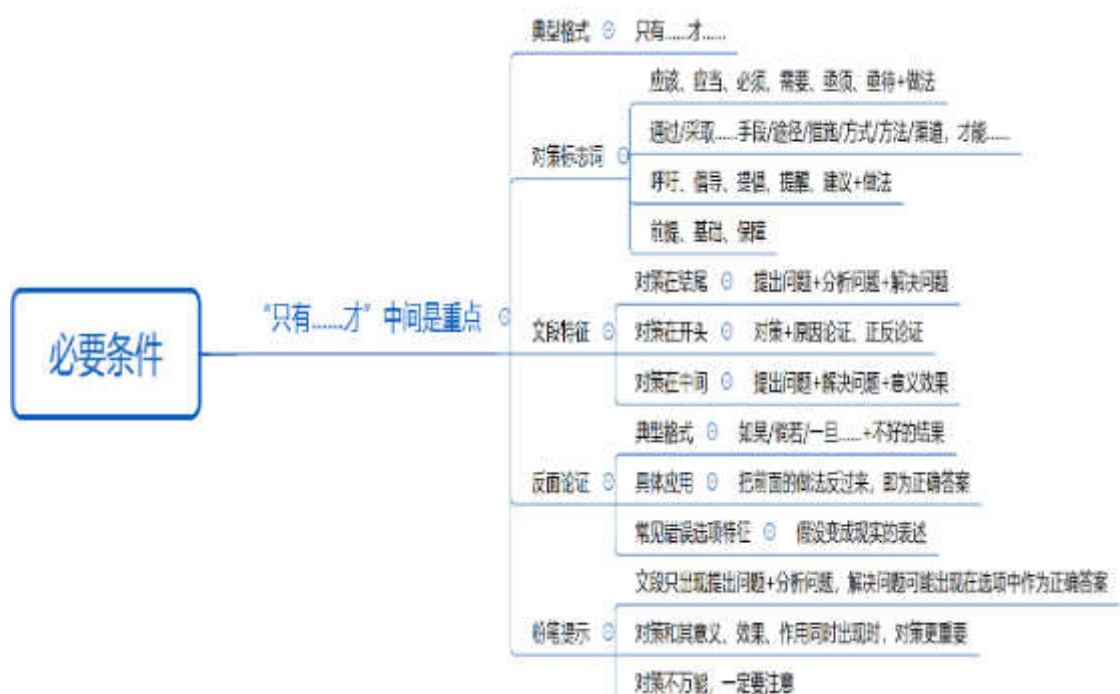 必要条件
“只有……才”中间是重点
典型格式
只有……才……
对策标志词
应该、应当、必须、需要、亟须、亟待+做法
通过/采取……手段/途径/措施/方式/方法/渠道，才能……
呼吁、倡导、提倡、提醒、建议+做法
前提、基础、保障
文段特征
对策在结尾
提出问题+分析问题+解决问题
对策在开头
对策+原因论证、正反论证
对策在中间
提出问题+解决问题+意义效果
反面论证
典型格式
如果/倘若/一旦……+不好的结果
具体应用
把前面的做法反过来，即为正确答案
常见错误选项特征
假设变成现实的表述
粉笔提示
文段只出现提出问题+分析问题，解决问题可能出现在选项中作为正确答案
对策和其意义、效果、作用同时出现时，对策更重要
对策不万能，一定要注意